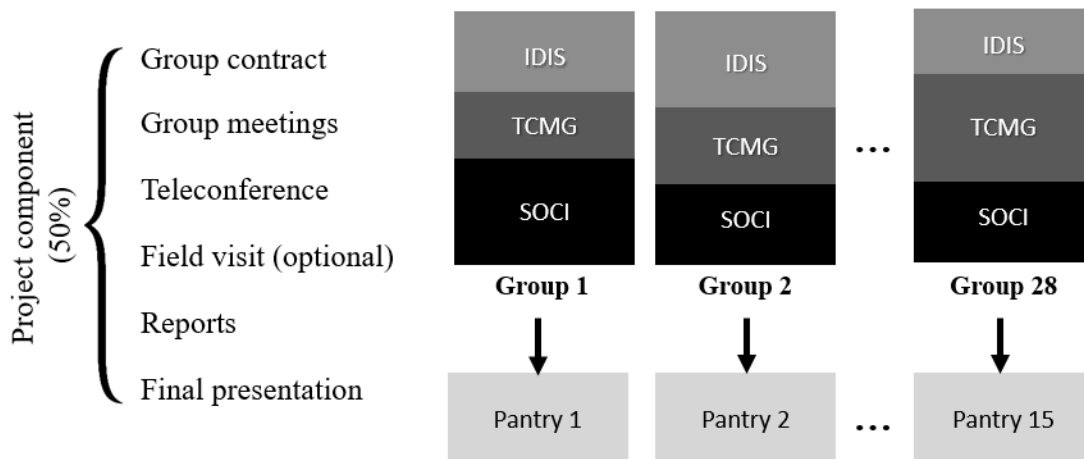 Project component
(50%)
Group contract
Group meetings
Teleconference
Field visit (optional)
Reports
Final presentation
IDIS
TCMG
SOCI
Group 1
Pantry 1
IDIS
TCMG
SOCI
Group 2
Pantry 2
...
...
IDIS
TCMG
SOCI
Group 28
Pantry 15